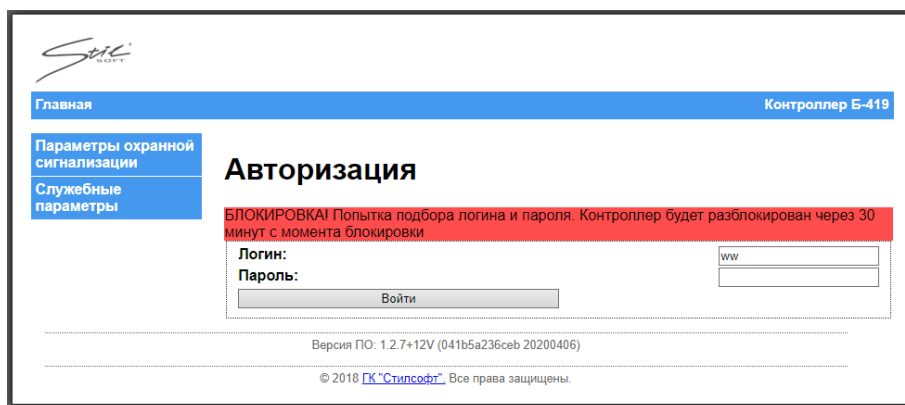 Stil
SOFT
Главная
Контроллер Б-419
Параметры охранной
сигнализации
Служебные
параметры
Авторизация
БЛОКИРОВКА! Попытка подбора логина и пароля. Контроллер будет разблокирован через 30
минут с момента блокировки
Логин:
ww
Пароль:
Войти
Версия ПО: 1.2.7+12V (041b5a236ceb 20200406)
© 2018 ГК "Стилсофт". Все права защищены.